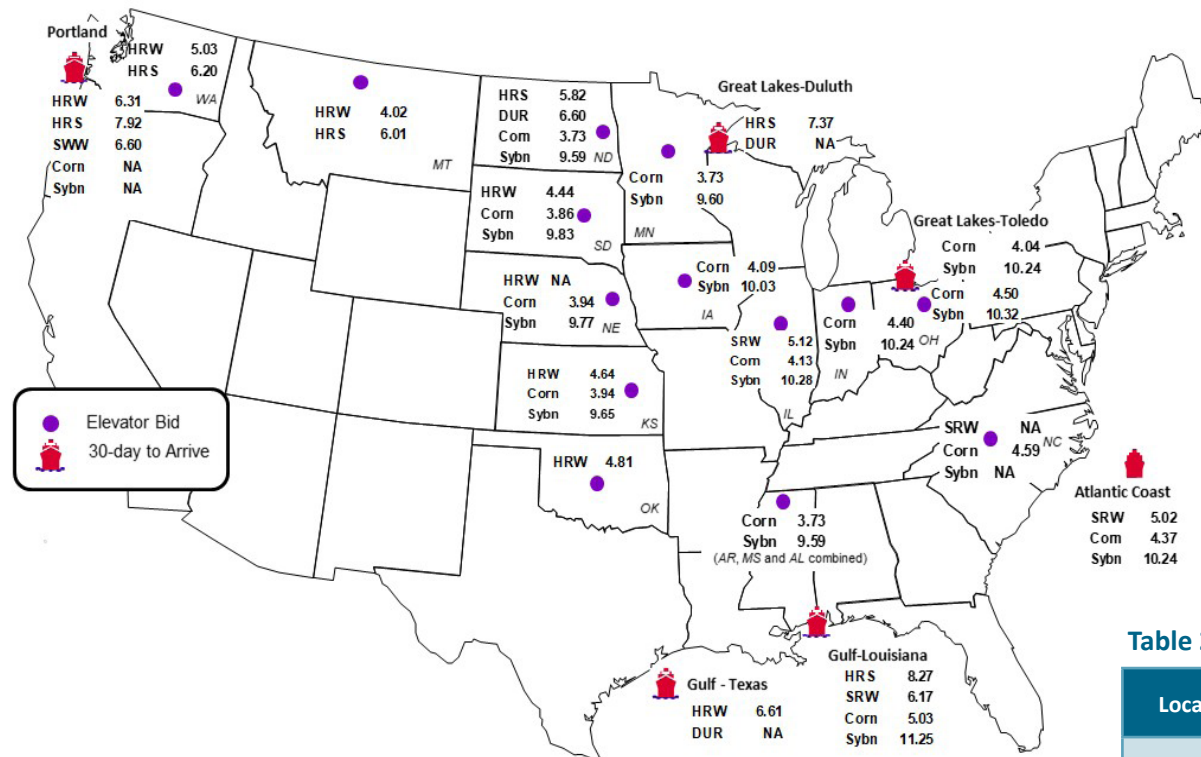 Portland
HRW 5.03
HRS 6.20
WA
HRW 6.31
HRS 7.92
SWW 6.60
Corn NA
Sybn NA
HRW 4.02
HRS 6.01
MT
HRS 5.82
DUR 6.60
Corn 3.73
Sybn 9.59
ND
HRW 4.44
Corn 3.86
Sybn 9.83
SD
HRW NA
Corn 3.94
Sybn 9.77
NE
HRW 4.64
Corn 3.94
Sybn 9.65
KS
HRW 4.81
OK
Great Lakes-Duluth
HRS 7.37
DUR NA
Corn 3.73
Sybn 9.60
MN
Corn 4.09
Sybn 10.03
IA
SRW 5.12
Corn 4.13
Sybn 10.28
IL
Great Lakes-Toledo
Corn 4.04
Sybn 10.24
Corn 4.50
Sybn 10.32
OH
Corn 4.40
Sybn 10.24
IN
SRW NA
Corn 4.59
Sybn NA
NC
Corn 3.73
Sybn 9.59
(AR, MS and AL combined)
Atlantic Coast
SRW 5.02
Corn 4.37
Sybn 10.24
Gulf - Texas
HRW 6.61
DUR NA
Gulf-Louisiana
HRS 8.27
SRW 6.17
Corn 5.03
Sybn 11.25
Elevator Bid
30-day to Arrive
Table
Loca